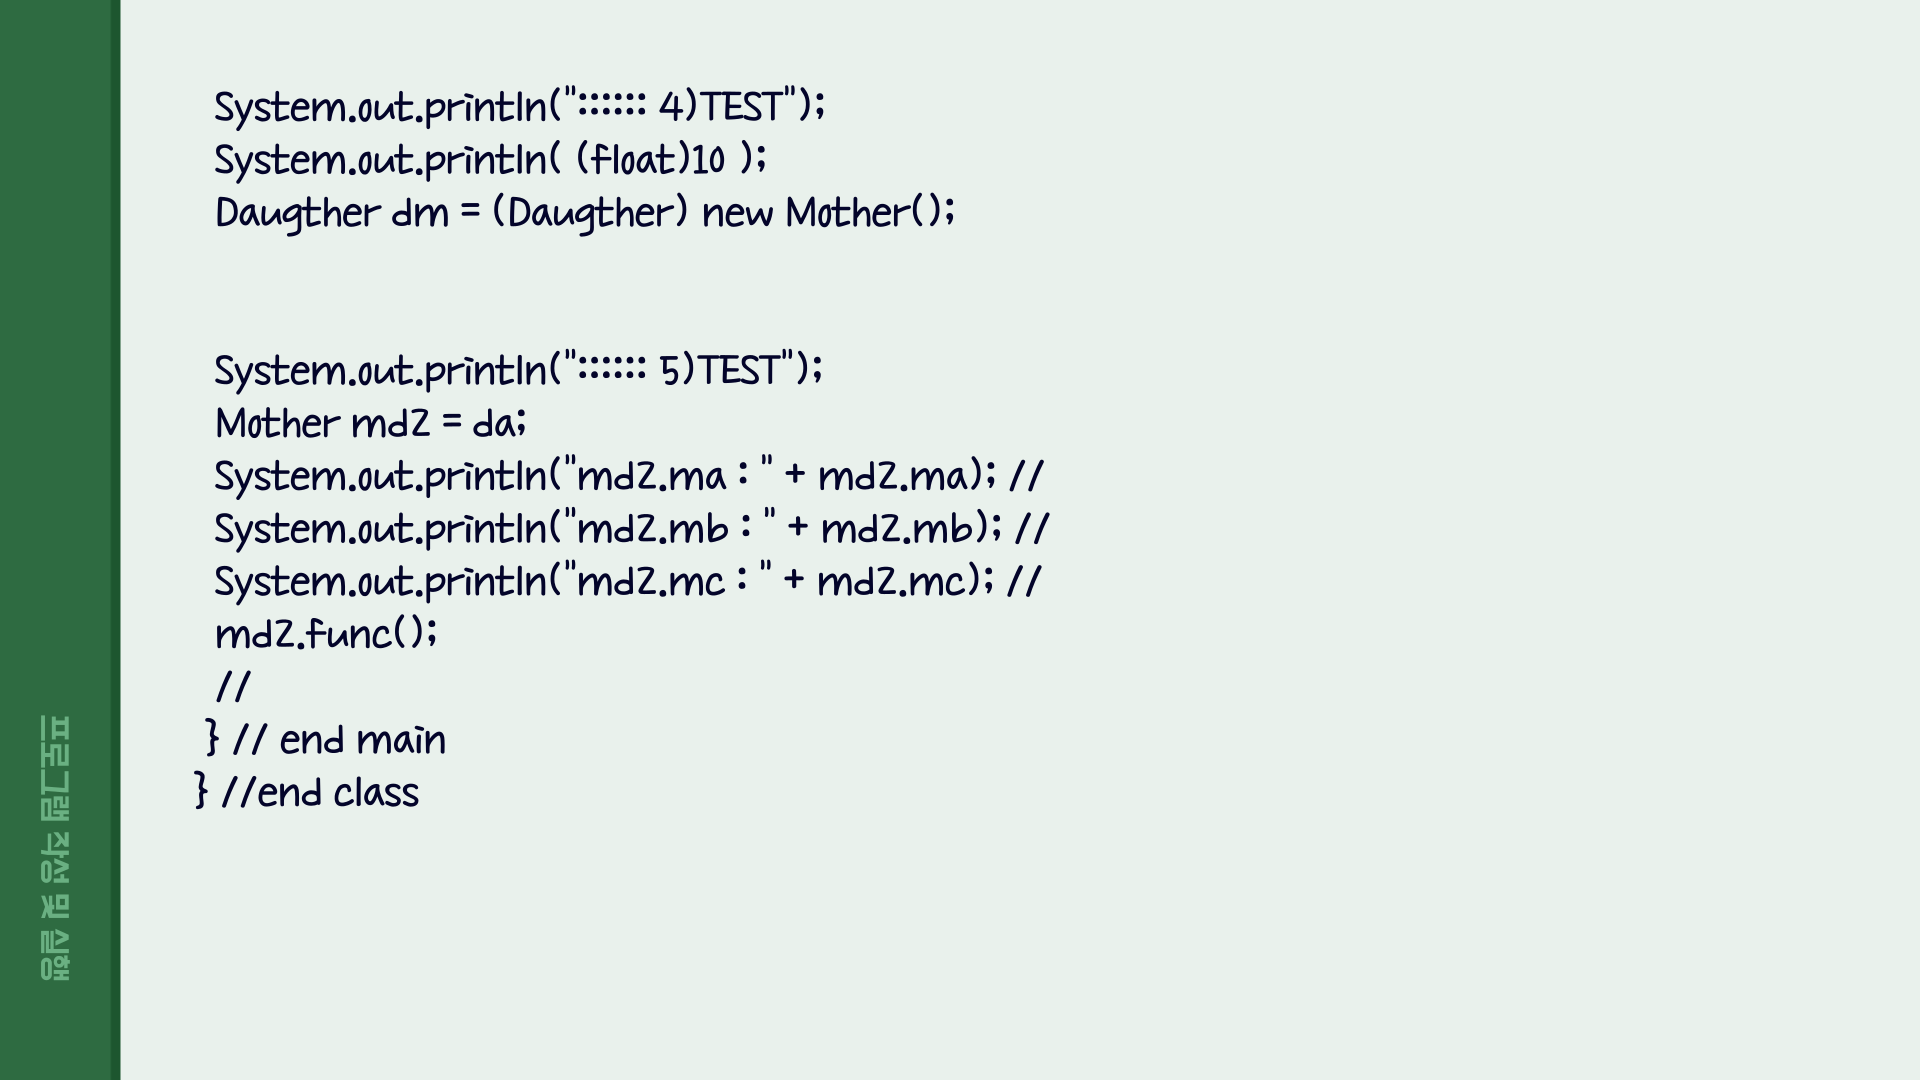 System.out.println(":::::: 4)TEST");
System.out.println( (float)10 );
Daugther dm = (Daugther) new Mother();
System.out.println(":::::: 5)TEST");
Mother md2 = da;
System.out.println("md2.ma : " + md2.ma); //
System.out.println("md2.mb : " + md2.mb); //
System.out.println("md2.mc : " + md2.mc); //
md2.func();
//
} // end main
} //end class
프로그램 작성 및 실행